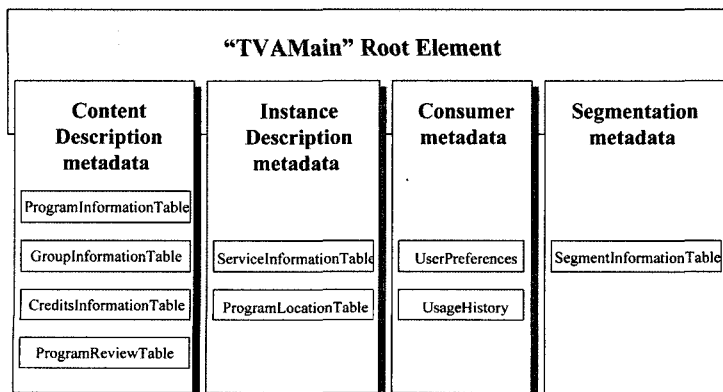 “TVAMain” Root Element
Content
Description
metadata
ProgramInformationTable
GroupInformationTable
CreditsInformationTable
ProgramReviewTable
Instance
Description
metadata
ServiceInformationTable
ProgramLocationTable
Consumer
metadata
UserPreferences
UsageHistory
Segmentation
metadata
SegmentInformationTable